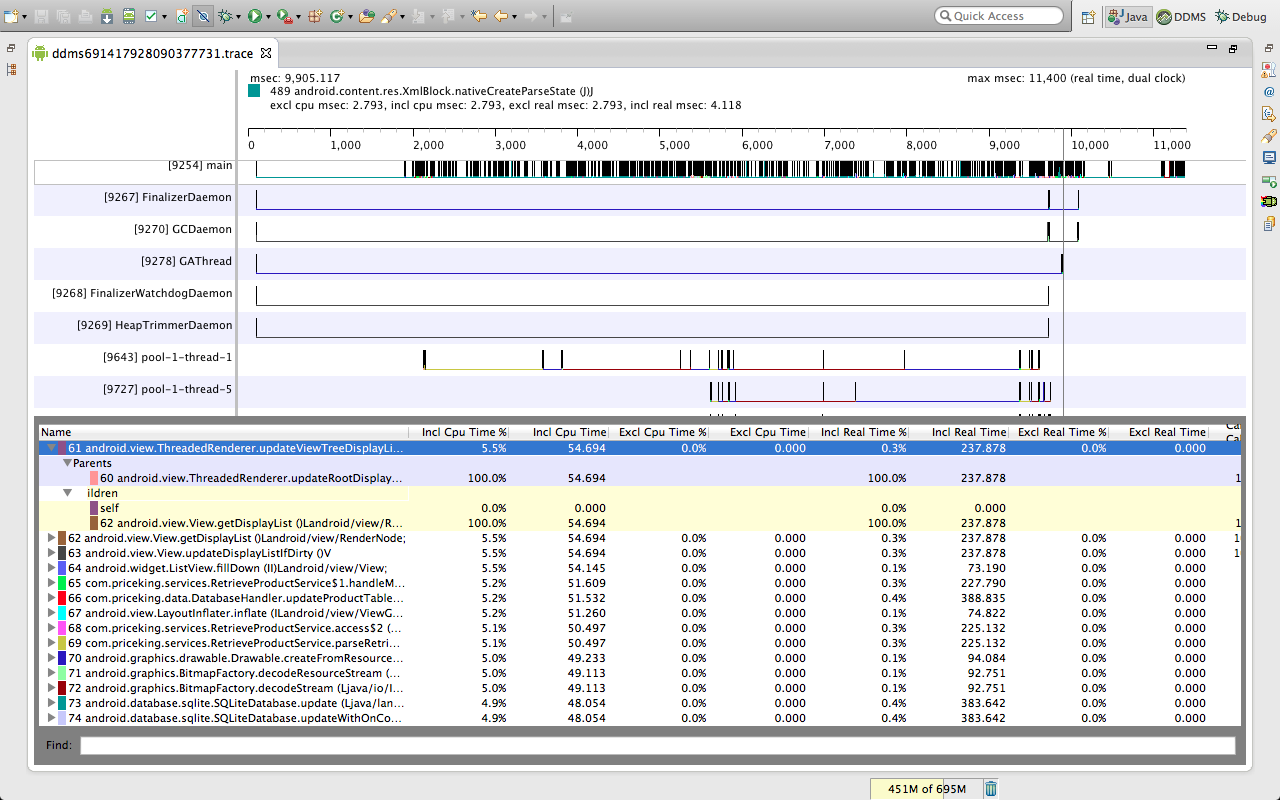 Quick Access
Java
DDMS
Debug
ddms691417928090377731.trace
msec: 9,905.117
max msec: 11,400 (real time, dual clock)
489 android.content.res.XmlBlock.nativeCreateParseState (J)J
excl cpu msec: 2.793, incl cpu msec: 2.793, excl real msec: 2.793, incl real msec: 4.118
0 1,000 2,000 3,000 4,000 5,000 6,000 7,000 8,000 9,000 10,000 11,000
[9254] main
[9267] FinalizerDaemon
[9270] GCDaemon
[9278] GAThread
[9268] FinalizerWatchdogDaemon
[9269] HeapTrimmerDaemon
[9643] pool-1-thread-1
[9727] pool-1-thread-5
Name Incl Cpu Time % Incl Cpu Time Excl Cpu Time % Excl Cpu Time Incl Real Time % Incl Real Time Excl Real Time % Excl Real Time
61 android.view.ThreadedRenderer.updateViewTreeDisplayLi... 5.5% 54.694 0.0% 0.000 0.3% 237.878 0.0% 0.000
Parents
60 android.view.ThreadedRenderer.updateRootDisplay... 100.0% 54.694 100.0% 237.878
ildren
self 0.0% 0.000 0.0% 0.000
62 android.view.View.getDisplayList ()Landroid/view/R... 100.0% 54.694 100.0% 237.878
62 android.view.View.getDisplayList ()Landroid/view/RenderNode; 5.5% 54.694 0.0% 0.000 0.3% 237.878 0.0% 0.000
63 android.view.View.updateDisplayListIfDirty ()V 5.5% 54.694 0.0% 0.000 0.3% 237.878 0.0% 0.000
64 android.widget.ListView.fillDown (II)Landroid/view/View; 5.5% 54.145 0.0% 0.000 0.1% 73.190 0.0% 0.000
65 com.priceking.services.RetrieveProductService$1.handleM... 5.2% 51.609 0.0% 0.000 0.3% 227.790 0.0% 0.000
66 com.priceking.data.DatabaseHandler.updateProductTable... 5.2% 51.532 0.0% 0.000 0.4% 388.835 0.0% 0.000
67 android.view.LayoutInflater.inflate (ILandroid/view/ViewG... 5.2% 51.260 0.0% 0.000 0.1% 74.822 0.0% 0.000
68 com.priceking.services.RetrieveProductService.access$2 (... 5.1% 50.497 0.0% 0.000 0.3% 225.132 0.0% 0.000
69 com.priceking.services.RetrieveProductService.parseRetri... 5.1% 50.497 0.0% 0.000 0.3% 225.132 0.0% 0.000
70 android.graphics.drawable.Drawable.createFromResource... 5.0% 49.233 0.0% 0.000 0.1% 94.084 0.0% 0.000
71 android.graphics.BitmapFactory.decodeResourceStream (... 5.0% 49.113 0.0% 0.000 0.1% 92.751 0.0% 0.000
72 android.graphics.BitmapFactory.decodeStream (Ljava/io/I... 5.0% 49.113 0.0% 0.000 0.1% 92.751 0.0% 0.000
73 android.database.sqlite.SQLiteDatabase.update (Ljava/lan... 4.9% 48.054 0.0% 0.000 0.4% 383.642 0.0% 0.000
74 android.database.sqlite.SQLiteDatabase.updateWithOnCo... 4.9% 48.054 0.0% 0.000 0.4% 383.642 0.0% 0.000
Find:
451M of 695M